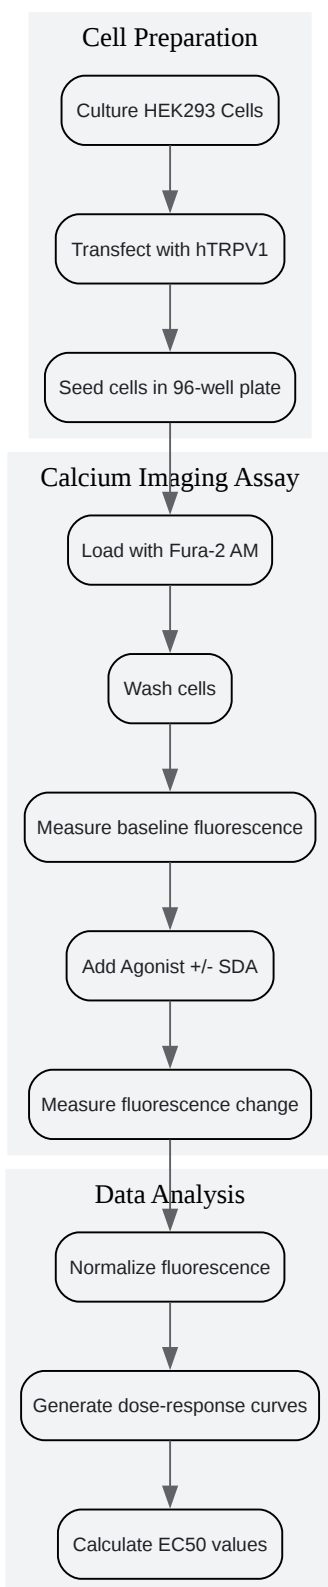 Cell Preparation
Culture HEK293 Cells
Transfect with hTRPV1
Seed cells in 96-well plate
Calcium Imaging Assay
Load with Fura-2 AM
Wash cells
Measure baseline fluorescence
Add Agonist +/- SDA
Measure fluorescence change
Data Analysis
Normalize fluorescence
Generate dose-response curves
Calculate EC50 values